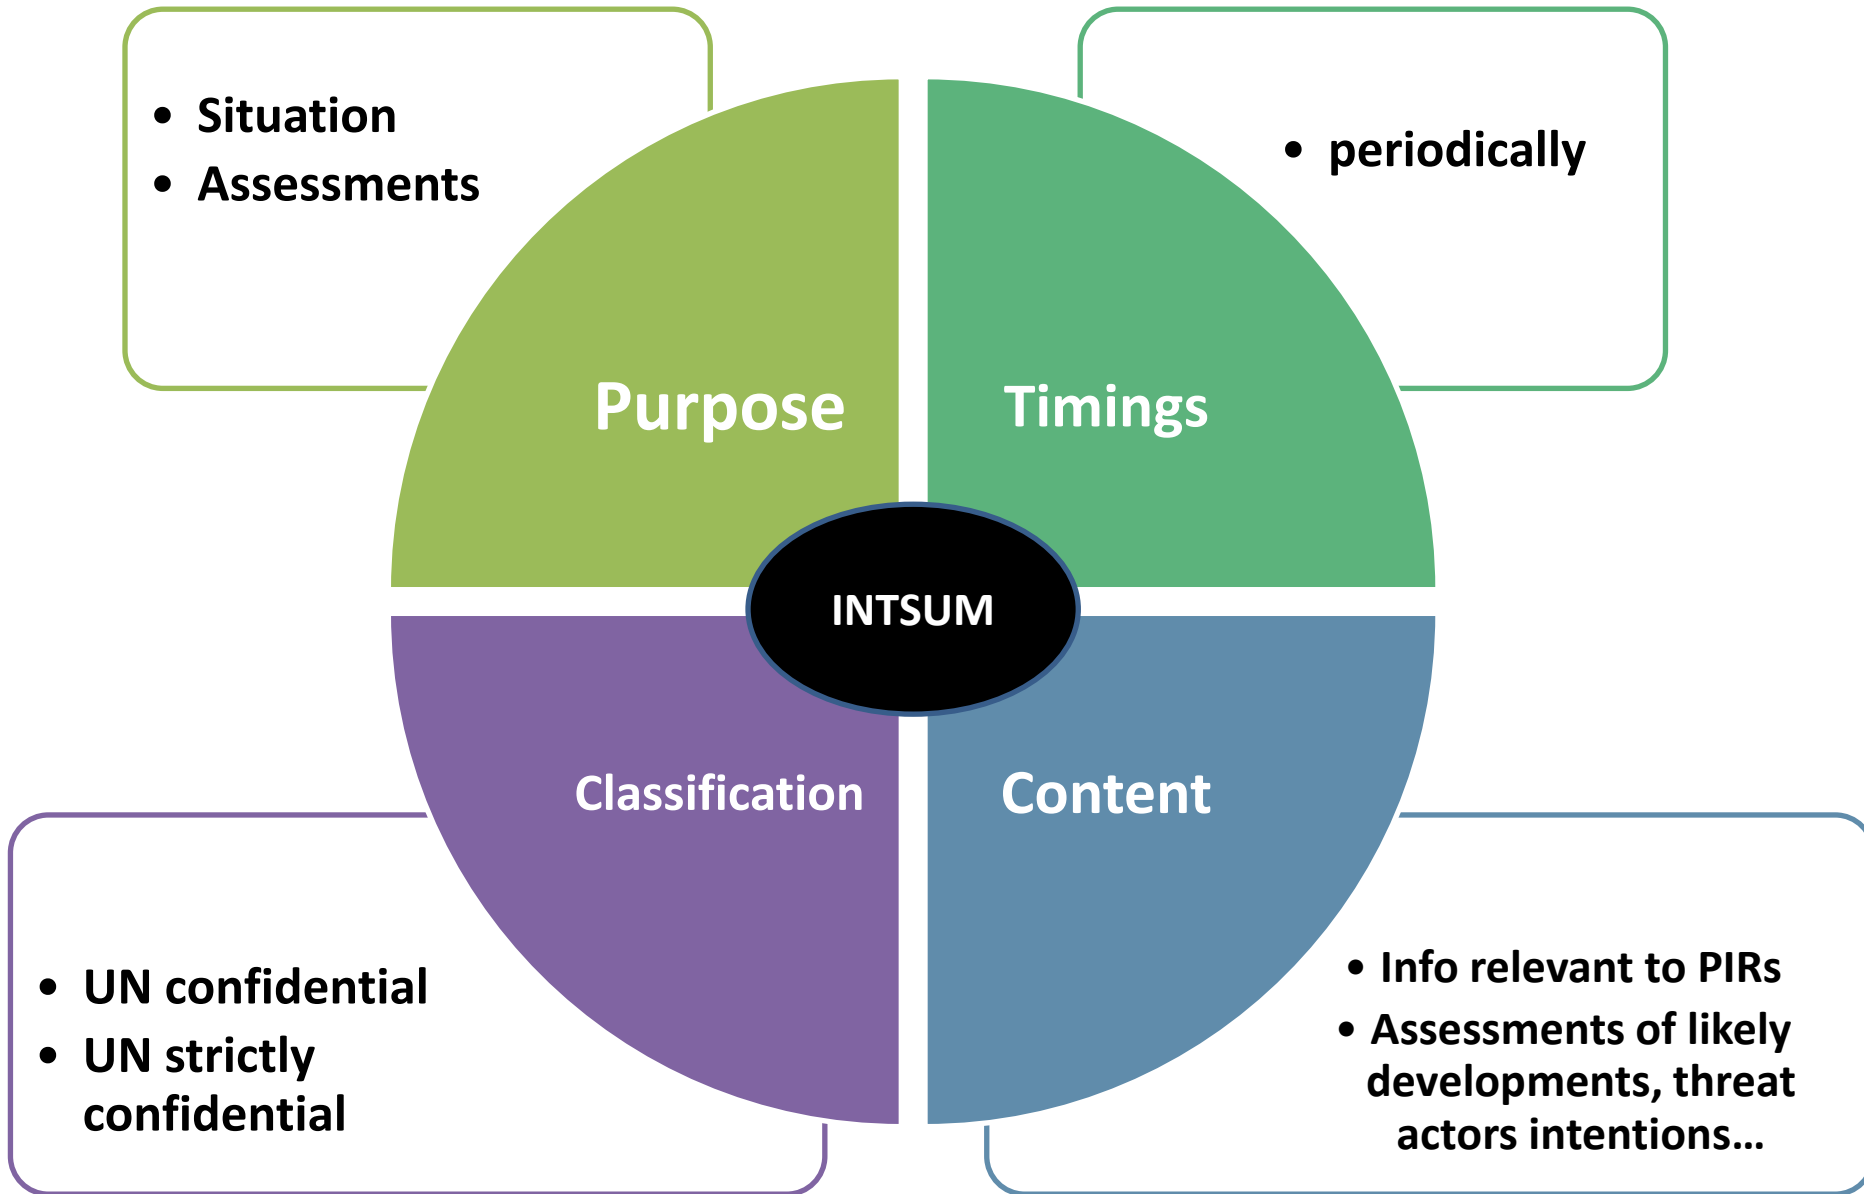 • Situation
• Assessments
• periodically
Purpose
Timings
INTSUM
Classification
Content
• UN confidential
• UN strictly
confidential
• Info relevant to PIRs
• Assessments of likely
developments, threat
actors intentions...